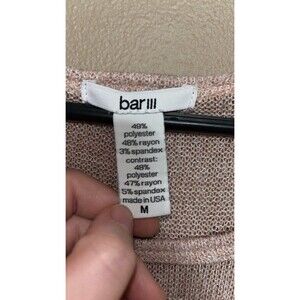 bar III
49%
polyester
48% rayon
3% spandex
contrast:
48%
polyester
47% rayon
5% spandex
made in USA
M